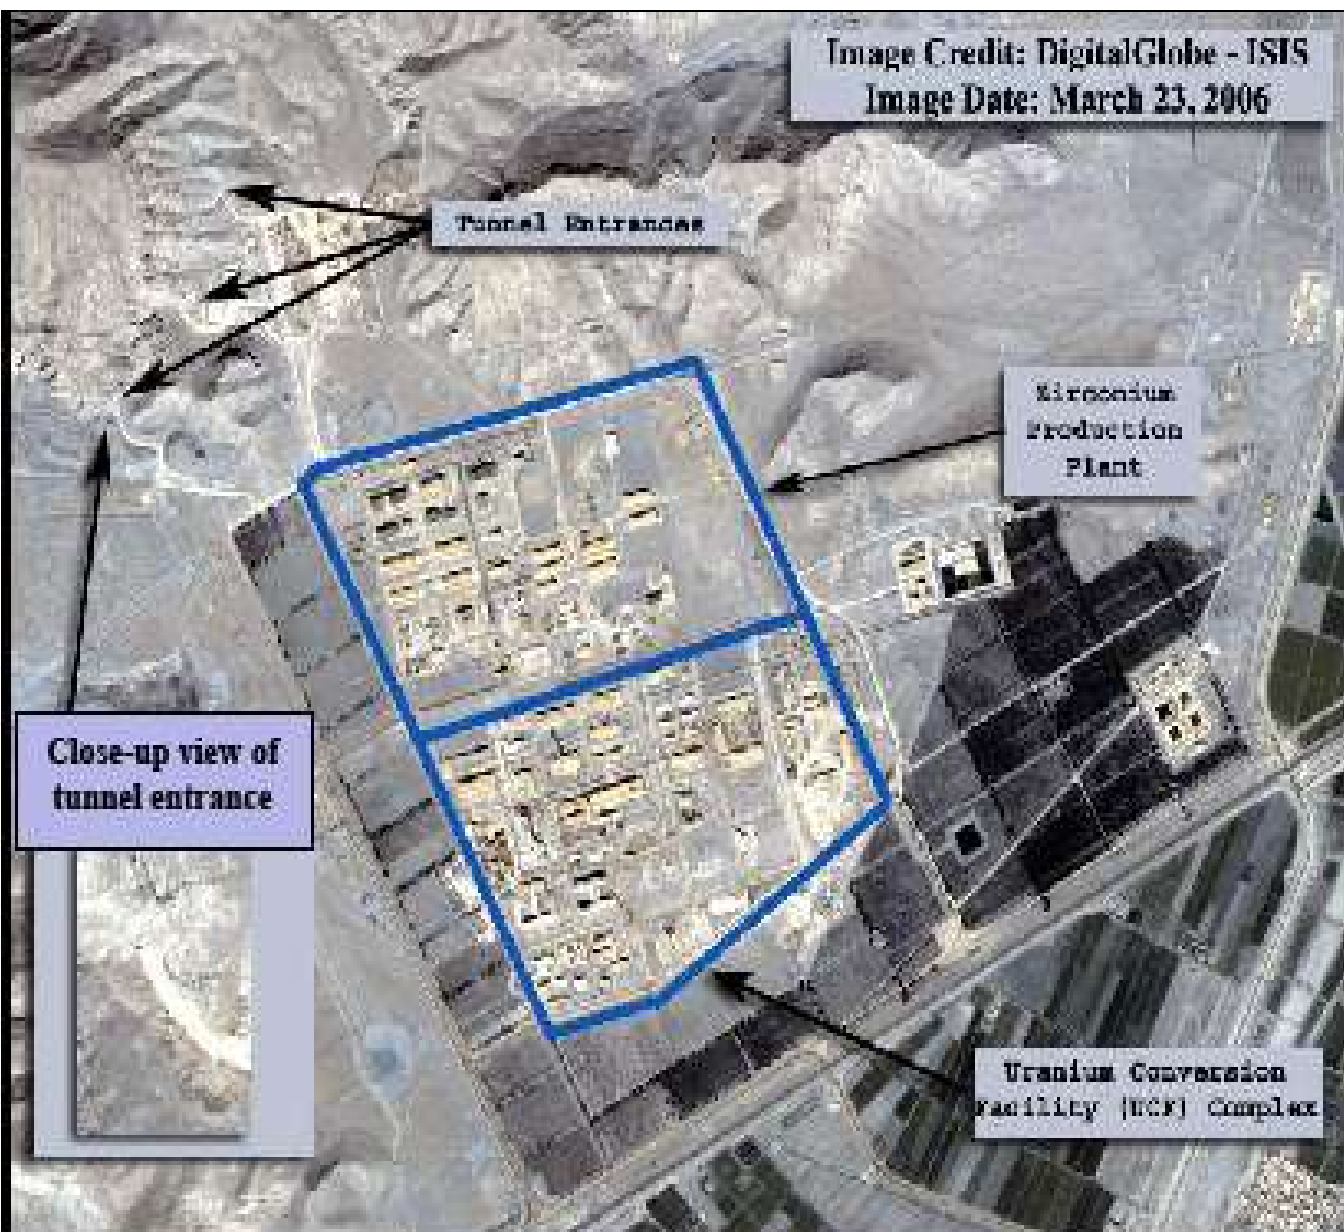 Image Credit: DigitalGlobe - ISIS
Image Date: March 23, 2006
Tunnel Entrances
Zirconium
Production
Plant
Close-up view of
tunnel entrance
Uranium Conversion
Facility (UCF) Complex